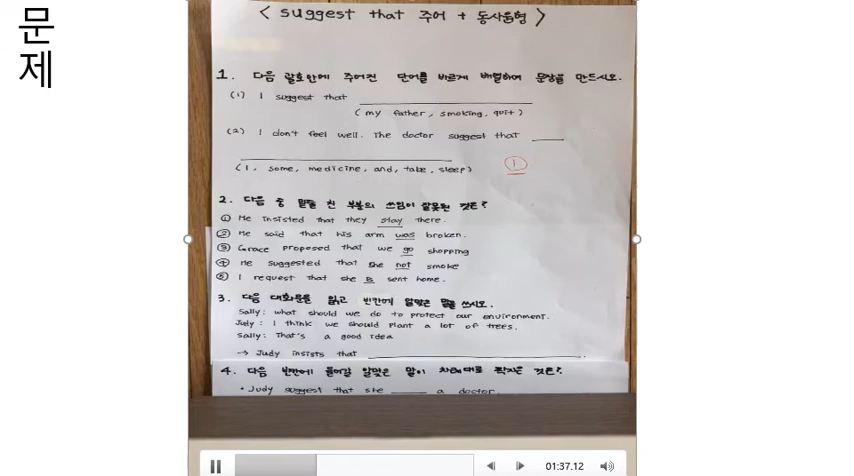 문
제
< suggest that 주어 + 동사원형 >
1. 다음 괄호안에 주어진 단어를 바르게 배열하여 문장을 만드시오.
(1) I suggest that
(my father, smoking, quit)
(2) I don't feel well. The doctor suggest that
(I, some, medicine, and, take, sleep)
①
2. 다음 중 밑줄 친 부분의 쓰임이 잘못된 것은?
① He insisted that they stay there.
② He said that his arm was broken.
③ Grace proposed that we go shopping
④ He suggested that she not smoke
⑤ I request that she is sent home.
3. 다음 대화문을 읽고 빈칸에 알맞은 말을 쓰시오.
Sally: what should we do to protect our environment.
Judy: I think we should plant a lot of trees.
Sally: That's a good idea
→ Judy insists that .
4. 다음 빈칸에 들어갈 알맞은 말이 차례대로 짝지은 것은?
• Judy suggest that she a doctor.
01:37.12